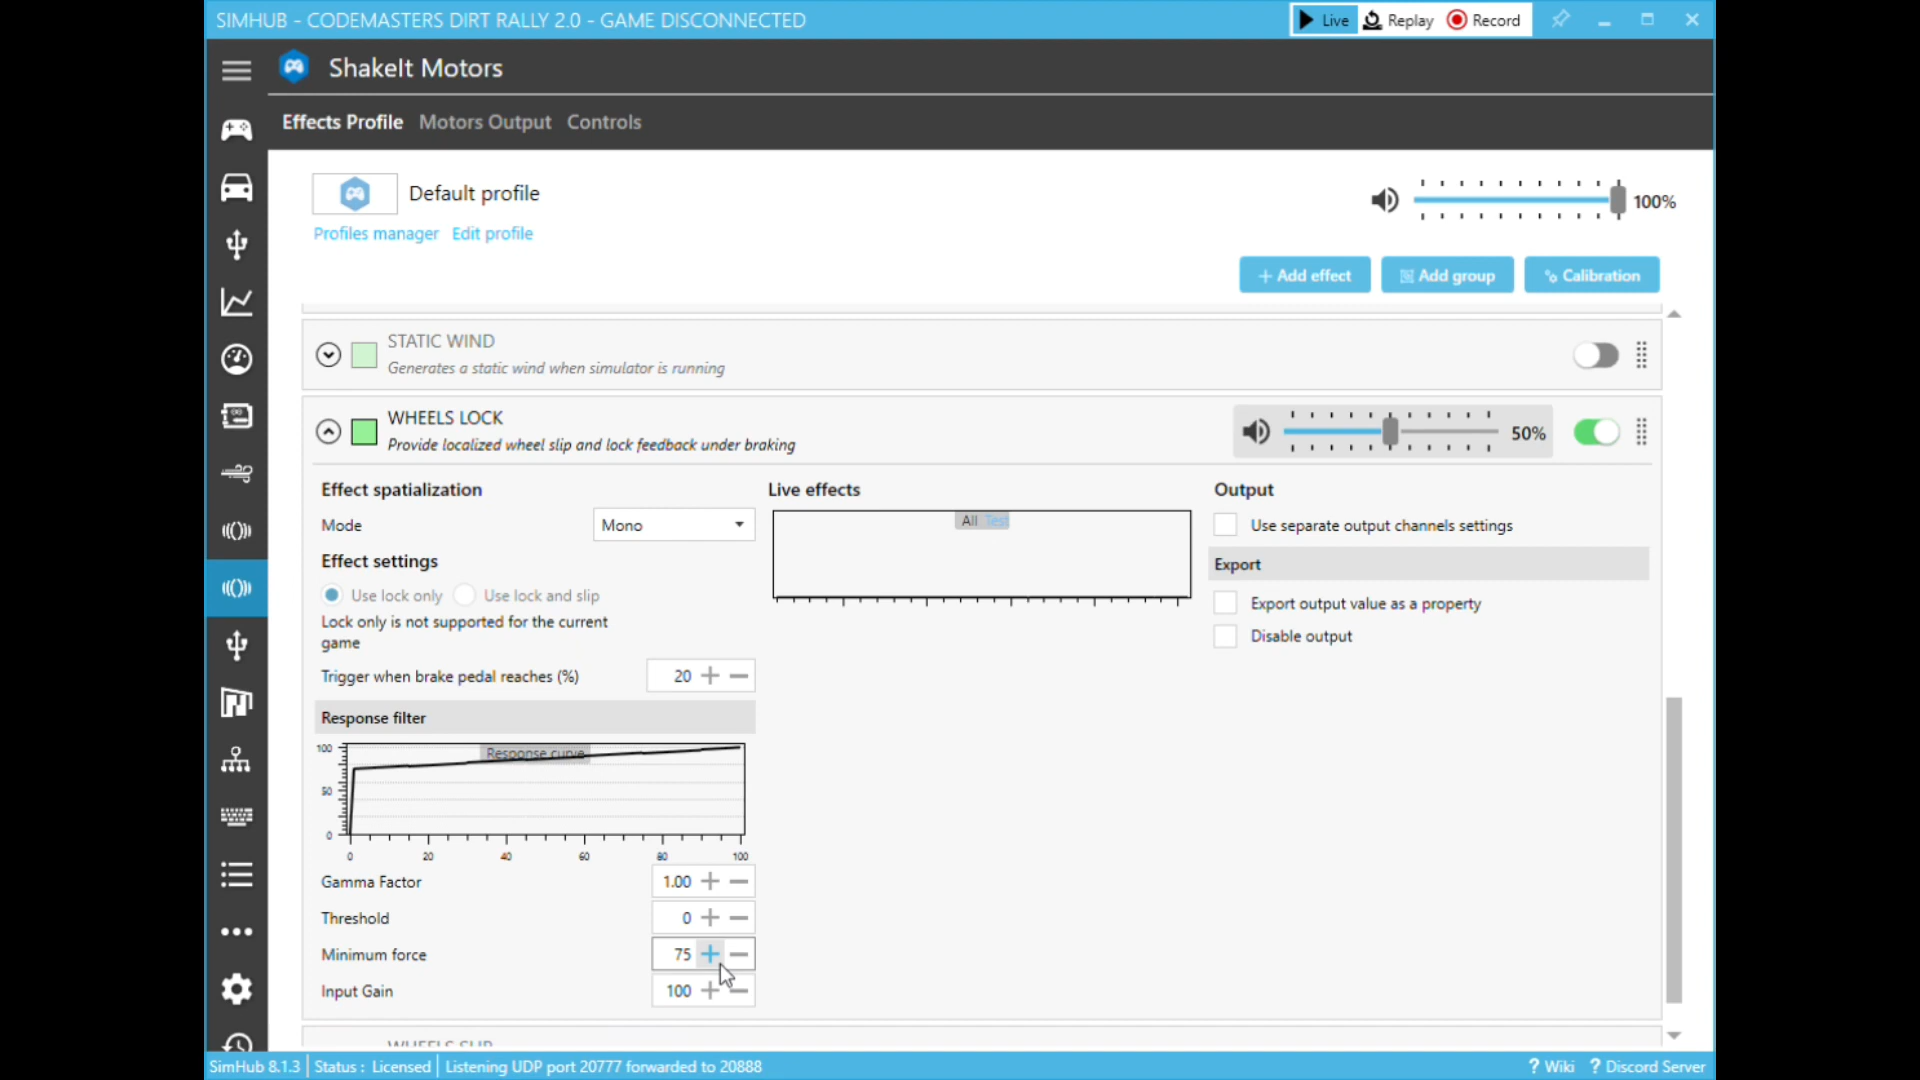 SIMHUB - CODEMASTERS DIRT RALLY 2.0 - GAME DISCONNECTED
Live Replay Record
ShakeIt Motors
Effects Profile Motors Output Controls
Default profile
100%
Profiles manager Edit profile
+ Add effect Add group Calibration
STATIC WIND
Generates a static wind when simulator is running
WHEELS LOCK
Provide localized wheel slip and lock feedback under braking
50%
Effect spatialization
Mode Mono
Effect settings
Use lock only Use lock and slip
Lock only is not supported for the current
game
Trigger when brake pedal reaches (%) 20
Response filter
Response curve
100
50
0
0 20 40 60 80 100
Gamma Factor 1.00
Threshold 0
Minimum force 75
Input Gain 100
Live effects
All Test
Output
Use separate output channels settings
Export
Export output value as a property
Disable output
WHEELS SLIP
SimHub 8.1.3 Status : Licensed Listening UDP port 20777 forwarded to 20888
? Wiki ? Discord Server